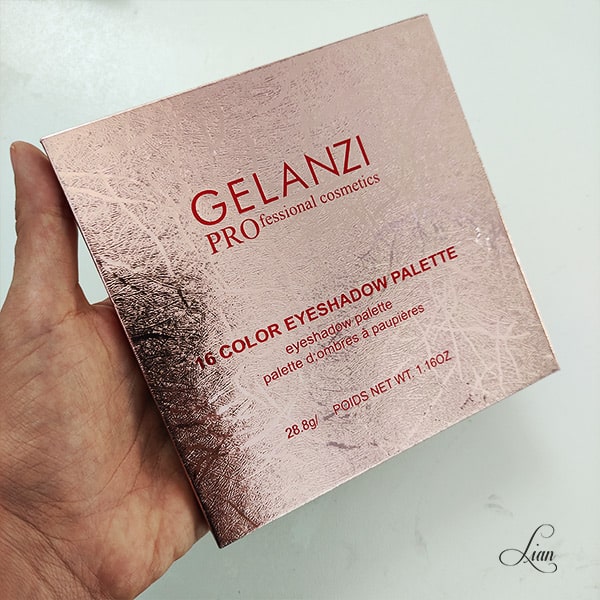 GELANZI
PROfessional cosmetics
16 COLOR EYESHADOW PALETTE
eyeshadow palette
palette d'ombres à paupières
28.8g/ POIDS NET WT. 1.16OZ.
Lian